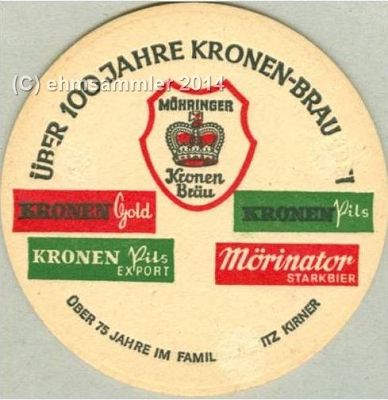 (C) ehmsammler 2014
ÜBER 100 JAHRE KRONEN-BRÄU
MÖHRINGER
Kronen
Bräu
KRONEN Gold
KRONEN Pils
KRONEN Pils
EXPORT
Mörinator
STARKBIER
ÜBER 75 JAHRE IM FAMIL ITZ KIRNER